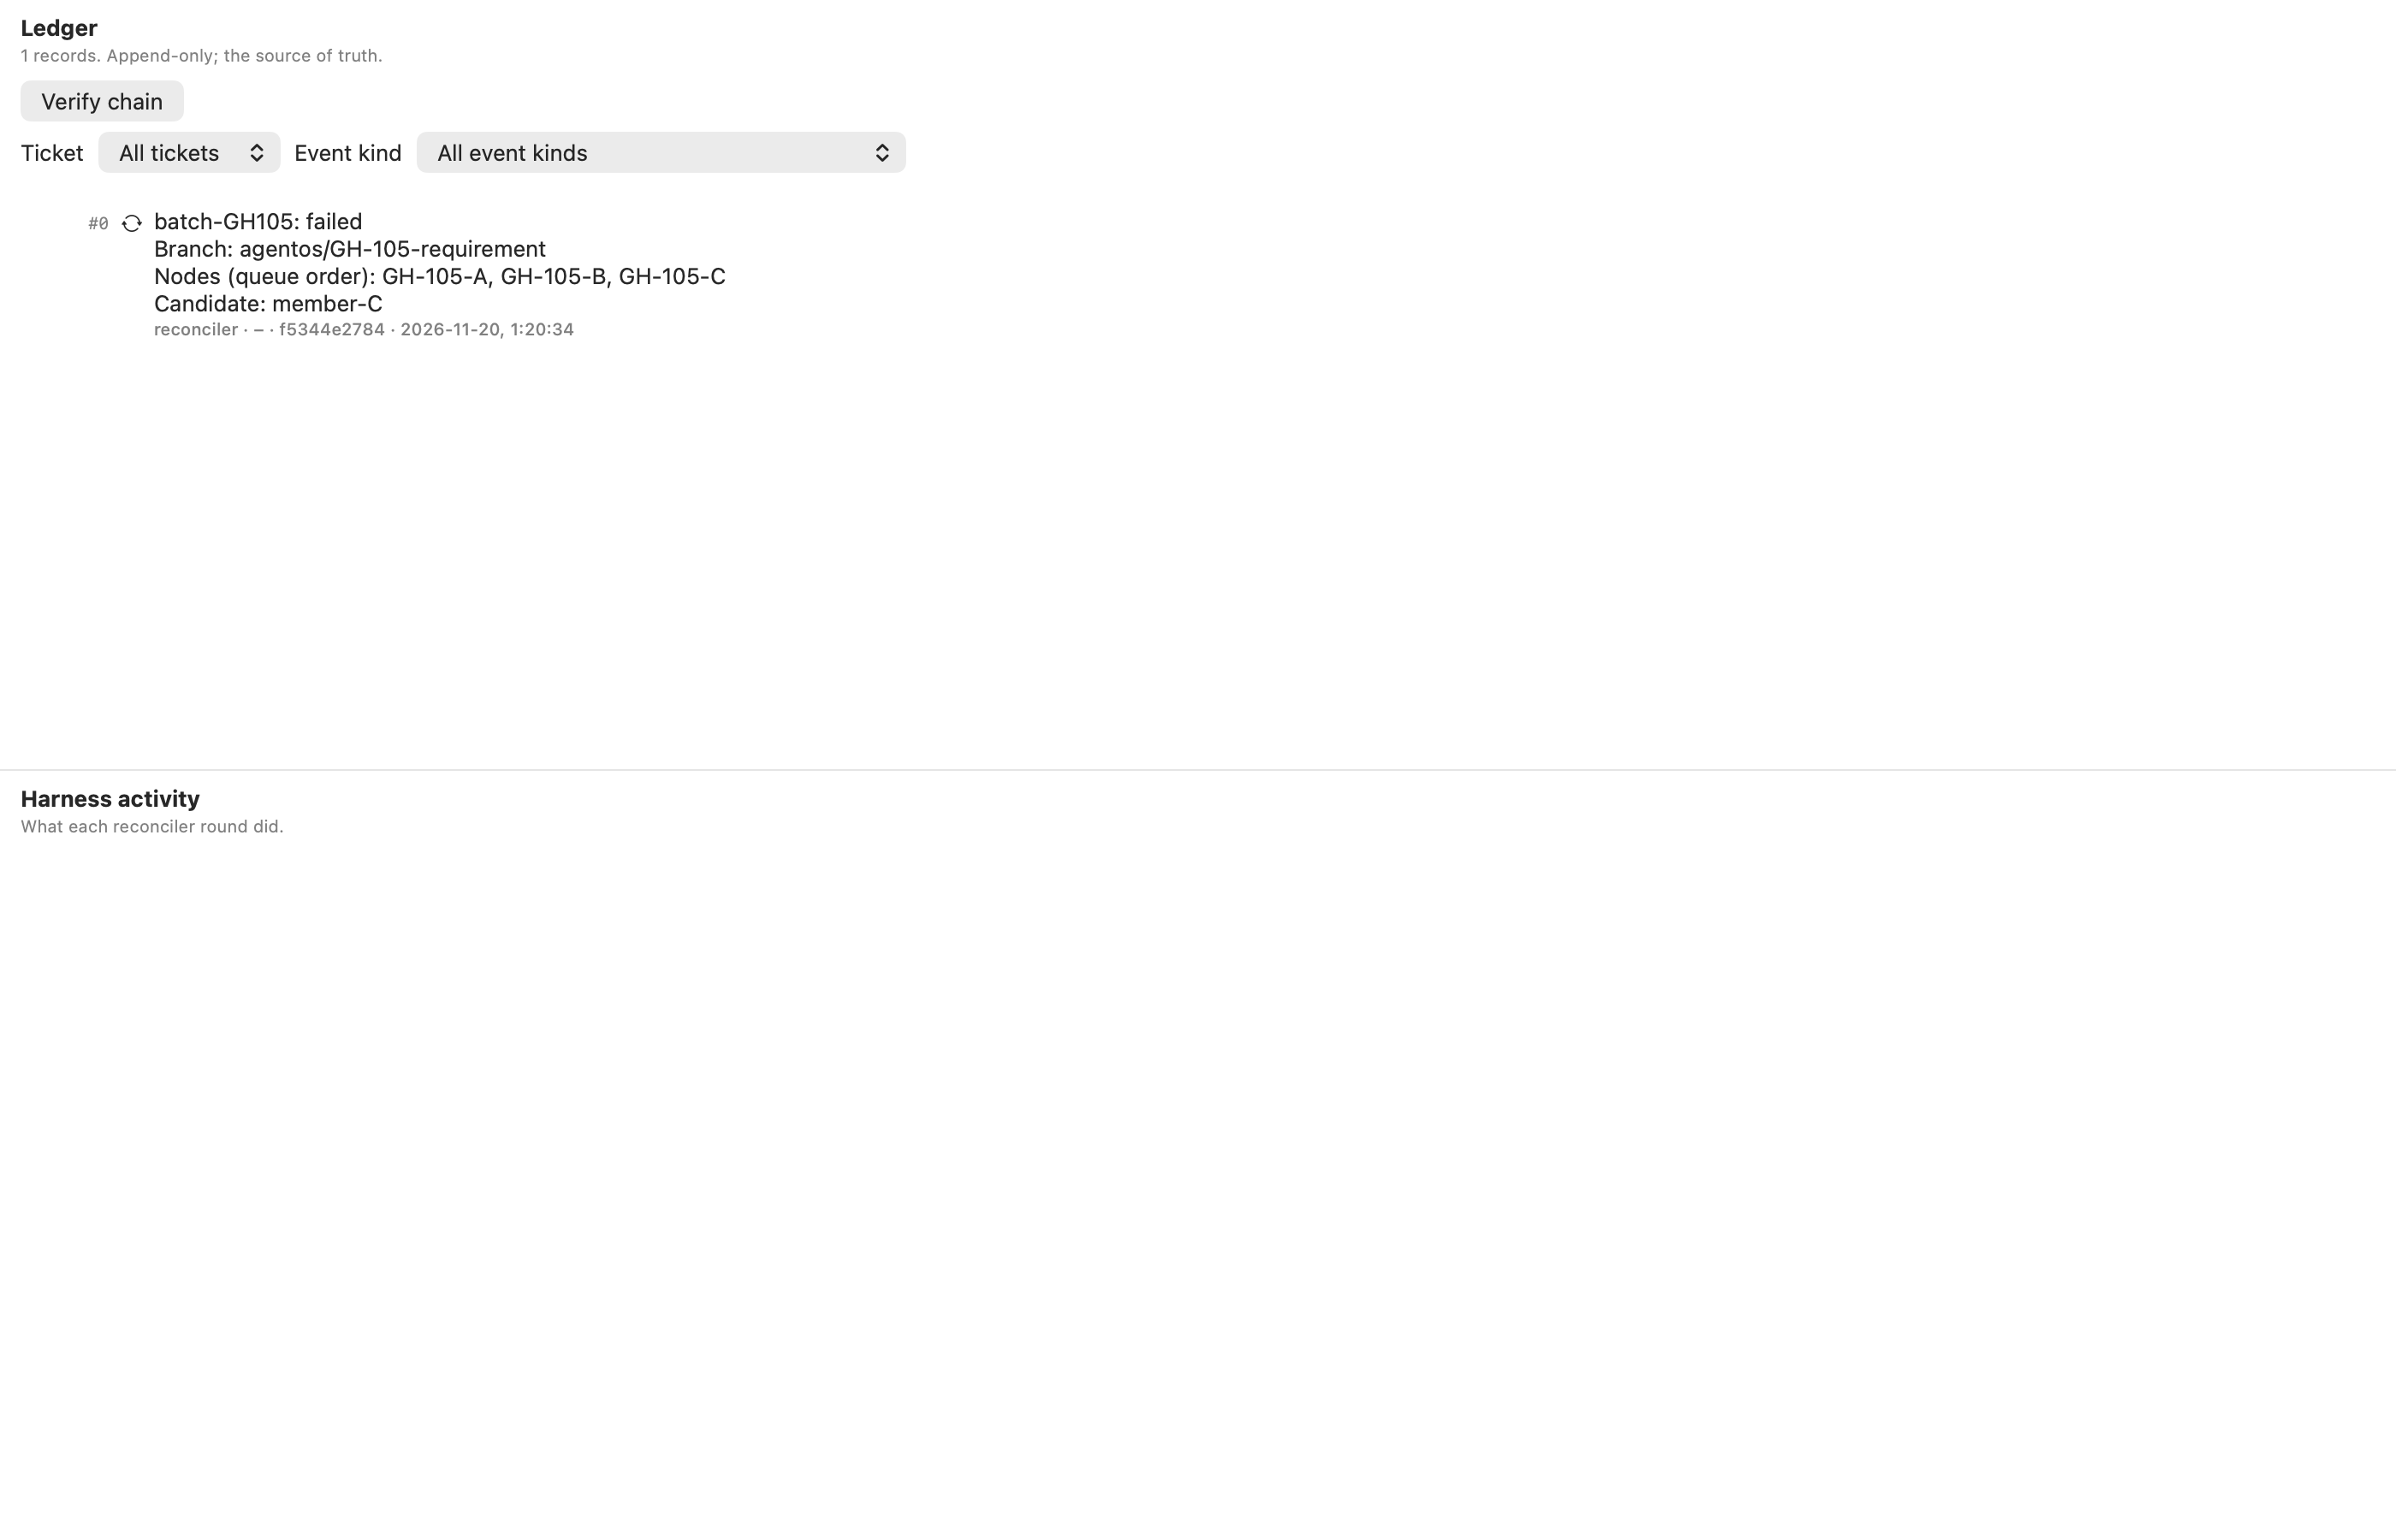 Ledger
1 records. Append-only; the source of truth.
Verify chain
Ticket All tickets Event kind All event kinds
#0 batch-GH105: failed
Branch: agentos/GH-105-requirement
Nodes (queue order): GH-105-A, GH-105-B, GH-105-C
Candidate: member-C
reconciler · – · f5344e2784 · 2026-11-20, 1:20:34
Harness activity
What each reconciler round did.